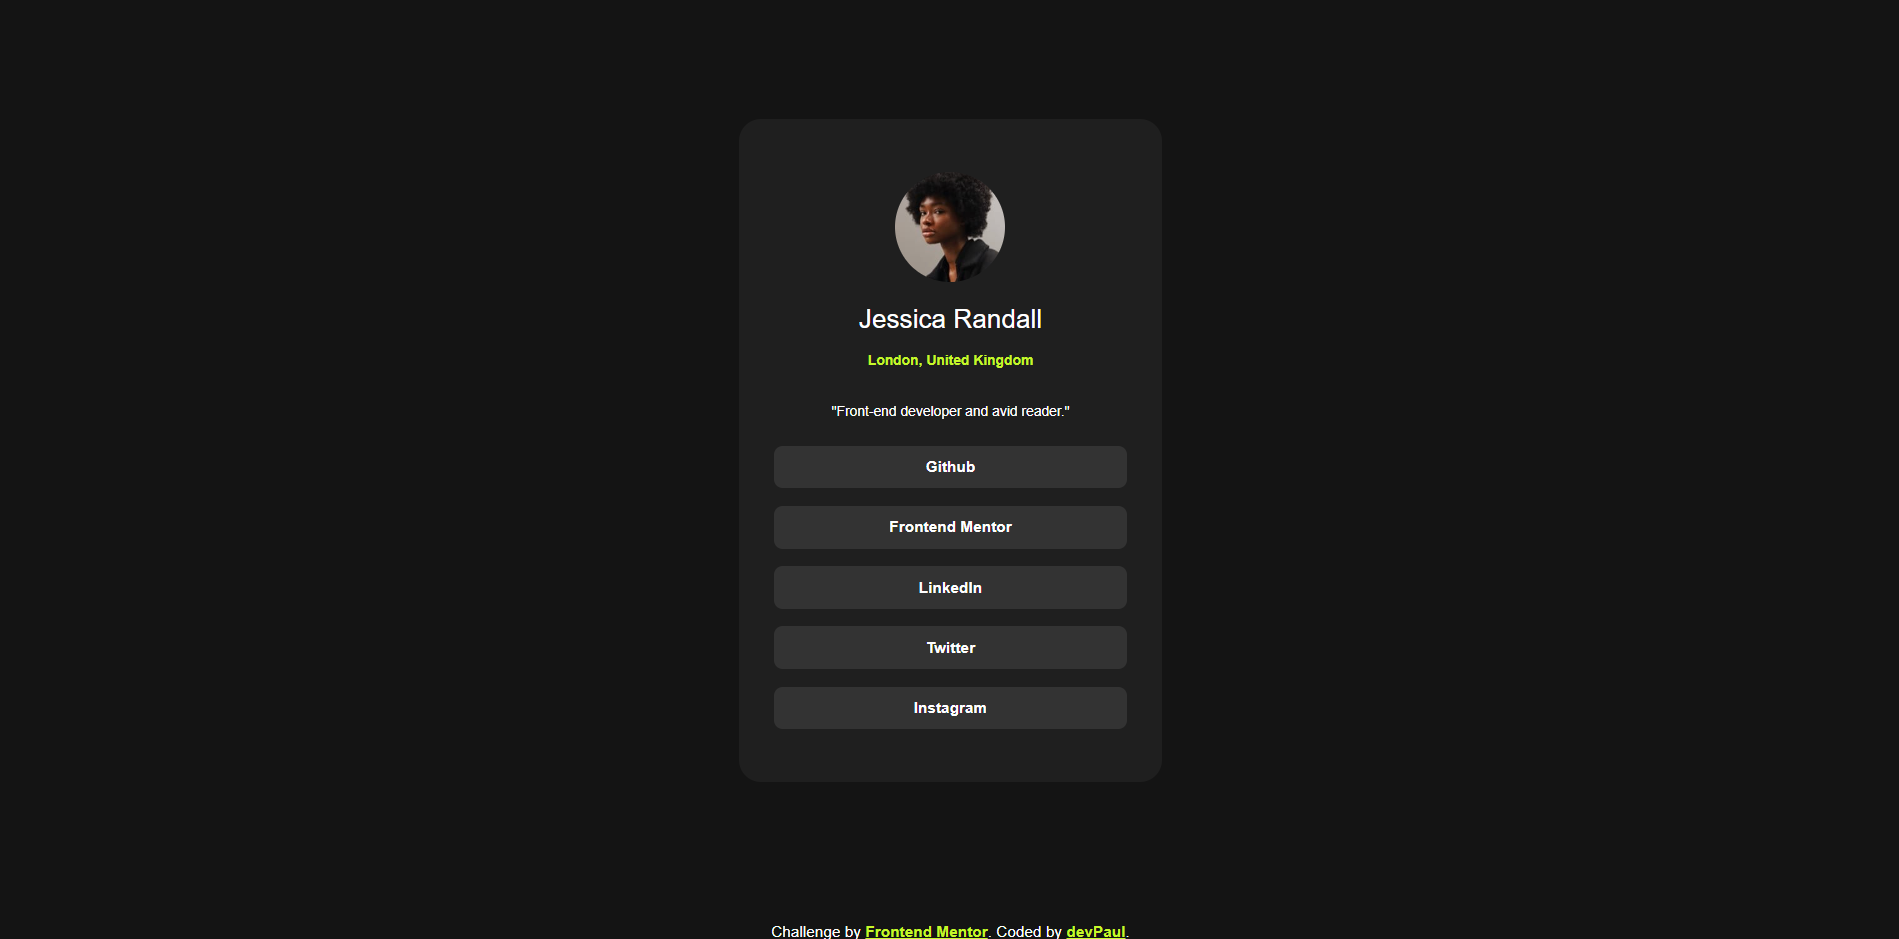 Jessica Randall
London, United Kingdom
"Front-end developer and avid reader."
Github
Frontend Mentor
LinkedIn
Twitter
Instagram
Challenge by Frontend Mentor. Coded by devPaul.